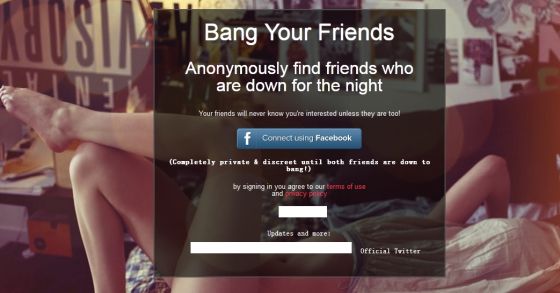 VISORY
Bang Your Friends
Anonymously find friends who
are down for the night
Your friends will never know you're interested unless they are too!
f Connect using Facebook
(Completely private & discreet until both friends are down to
bang!)
by signing in you agree to our terms of use
and privacy policy
Updates and more:
Official Twitter